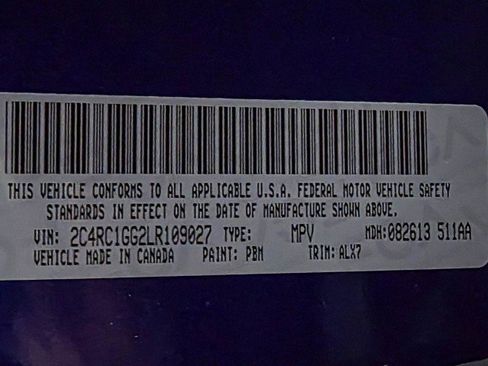 THIS VEHICLE CONFORMS TO ALL APPLICABLE U.S.A. FEDERAL MOTOR VEHICLE SAFETY
STANDARDS IN EFFECT ON THE DATE OF MANUFACTURE SHOWN ABOVE.
VIN: 2C4RC1GG2LR109027 TYPE: MPV MDH:082613 511AA
VEHICLE MADE IN CANADA PAINT: PBM TRIM: ALX7